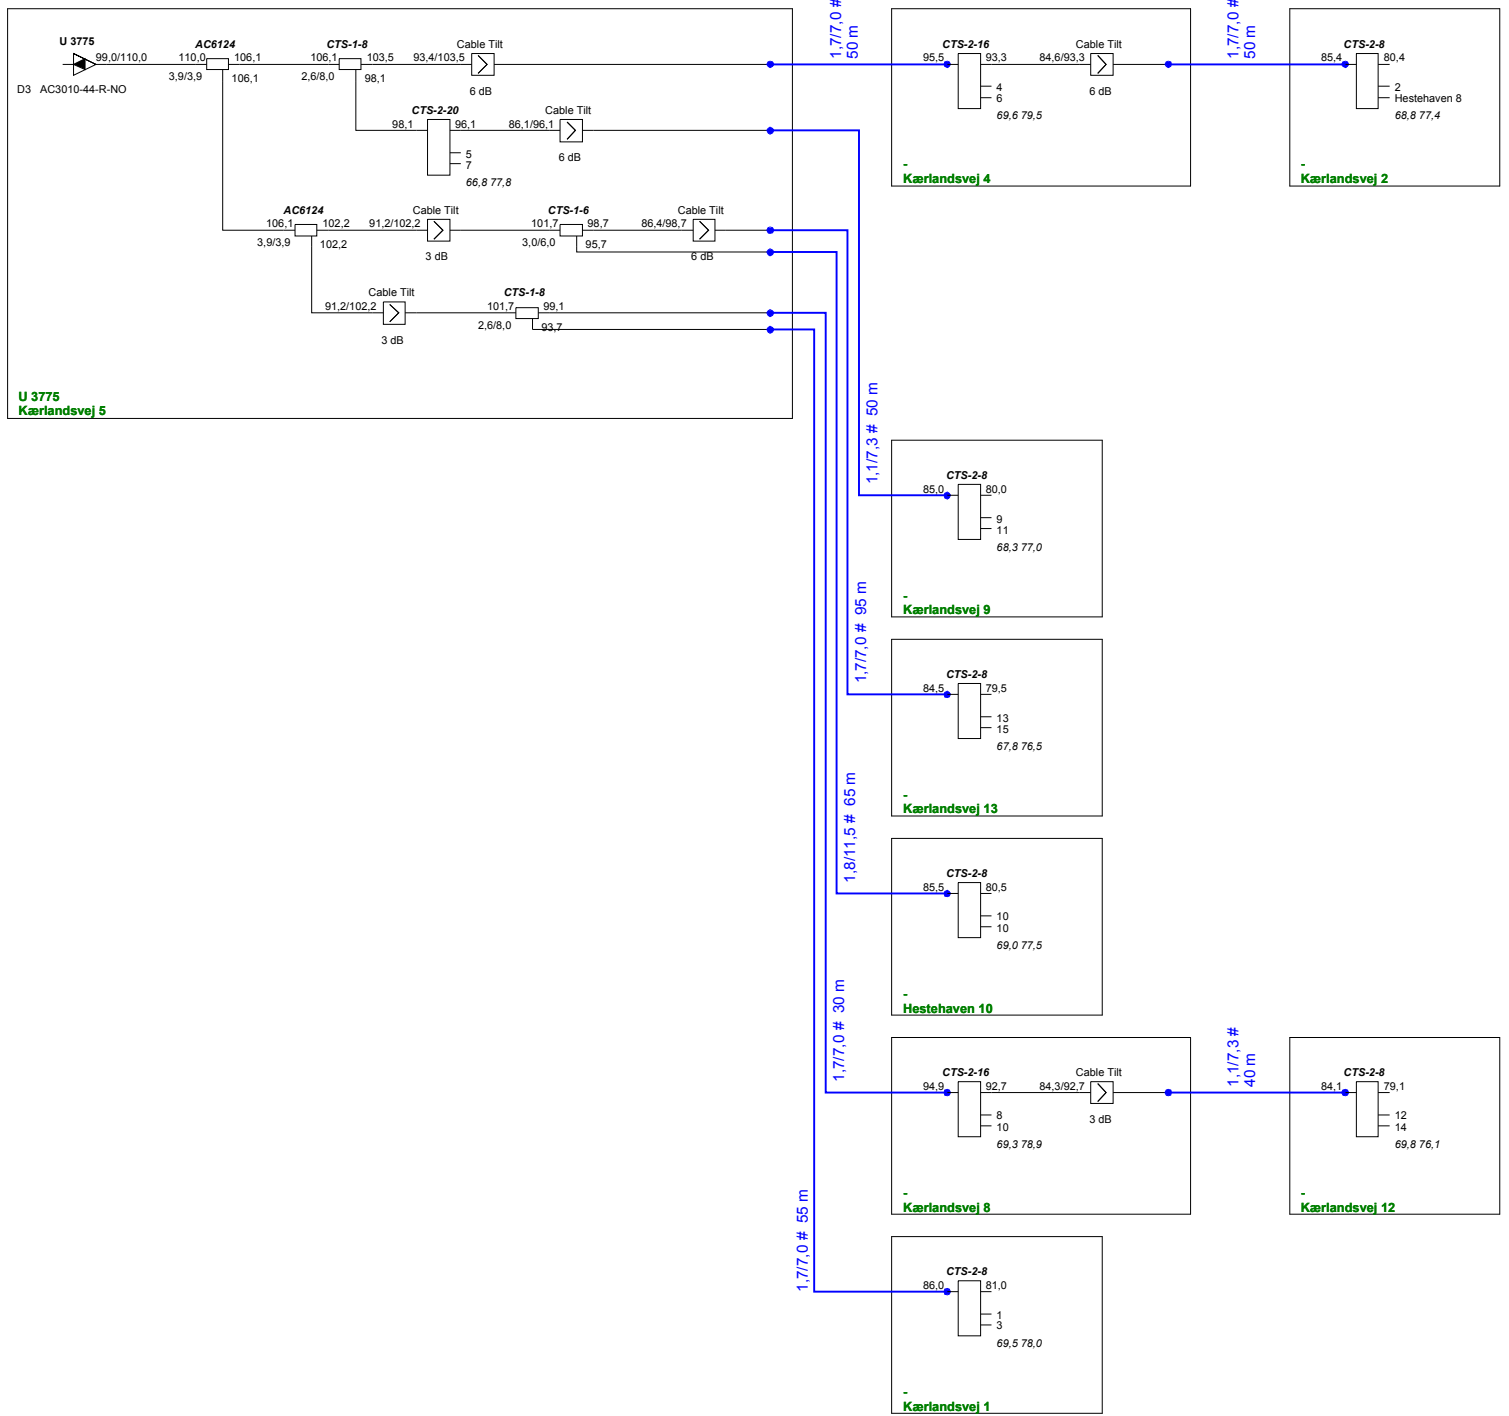 U 3775
99,0/110,0
D3 AC3010-44-R-NO
AC6124
110,0 106,1
3,9/3,9 106,1
CTS-1-8
106,1 103,5
2,6/8,0 98,1
Cable Tilt
93,4/103,5
6 dB
CTS-2-20
98,1 96,1
5
7
66,8 77,8
Cable Tilt
86,1/96,1
6 dB
AC6124
106,1 102,2
3,9/3,9 102,2
Cable Tilt
91,2/102,2
3 dB
CTS-1-6
101,7 98,7
3,0/6,0 95,7
Cable Tilt
86,4/98,7
6 dB
Cable Tilt
91,2/102,2
3 dB
CTS-1-8
101,7 99,1
2,6/8,0 93,7
U 3775
Kærlandsvej 5
1,7/7,0 #
50 m
CTS-2-16
95,5 93,3
4
6
69,6 79,5
Cable Tilt
84,6/93,3
6 dB
-
Kærlandsvej 4
1,7/7,0 #
50 m
CTS-2-8
85,4 80,4
2
Hestehaven 8
68,8 77,4
-
Kærlandsvej 2
1,1/7,3 # 50 m
CTS-2-8
85,0 80,0
9
11
68,3 77,0
-
Kærlandsvej 9
1,7/7,0 # 95 m
CTS-2-8
84,5 79,5
13
15
67,8 76,5
-
Kærlandsvej 13
1,8/11,5 # 65 m
CTS-2-8
85,5 80,5
10
10
69,0 77,5
-
Hestehaven 10
1,7/7,0 # 30 m
CTS-2-16
94,9 92,7
8
10
69,3 78,9
Cable Tilt
84,3/92,7
3 dB
-
Kærlandsvej 8
1,1/7,3 #
40 m
CTS-2-8
84,1 79,1
12
14
69,8 76,1
-
Kærlandsvej 12
1,7/7,0 # 55 m
CTS-2-8
86,0 81,0
1
3
69,5 78,0
-
Kærlandsvej 1